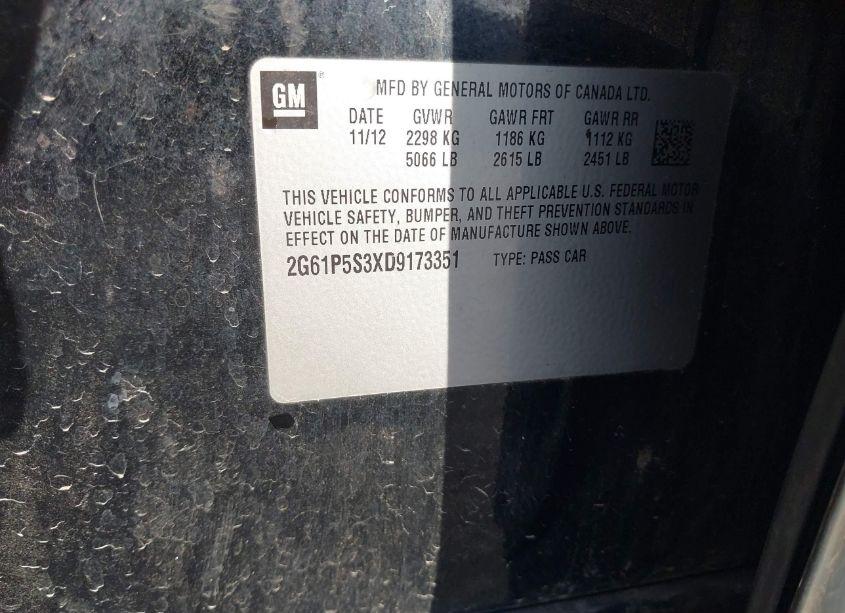 GM ®
MFD BY GENERAL MOTORS OF CANADA LTD.
DATE GVWR GAWR FRT GAWR RR
11/12 2298 KG 1186 KG 1112 KG
5066 LB 2615 LB 2451 LB
THIS VEHICLE CONFORMS TO ALL APPLICABLE U.S. FEDERAL MOTOR
VEHICLE SAFETY, BUMPER, AND THEFT PREVENTION STANDARDS IN
EFFECT ON THE DATE OF MANUFACTURE SHOWN ABOVE.
2G61P5S3XD9173351 TYPE: PASS CAR